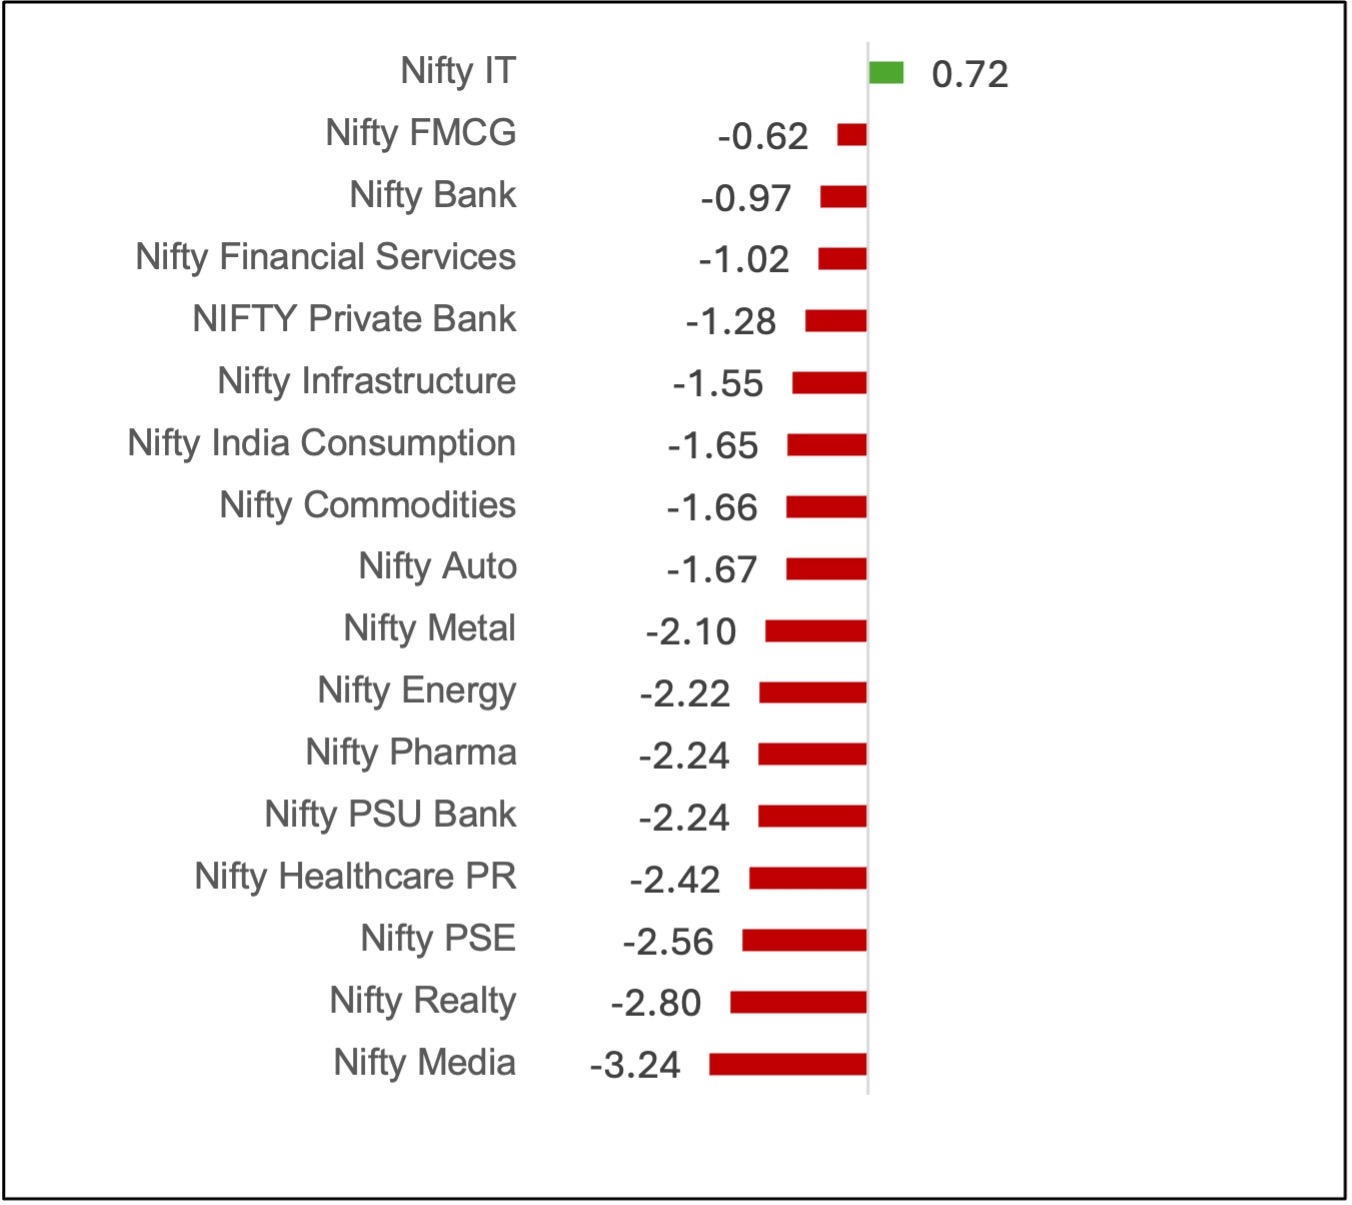 Nifty IT 0.72
Nifty FMCG -0.62
Nifty Bank -0.97
Nifty Financial Services -1.02
NIFTY Private Bank -1.28
Nifty Infrastructure -1.55
Nifty India Consumption -1.65
Nifty Commodities -1.66
Nifty Auto -1.67
Nifty Metal -2.10
Nifty Energy -2.22
Nifty Pharma -2.24
Nifty PSU Bank -2.24
Nifty Healthcare PR -2.42
Nifty PSE -2.56
Nifty Realty -2.80
Nifty Media -3.24